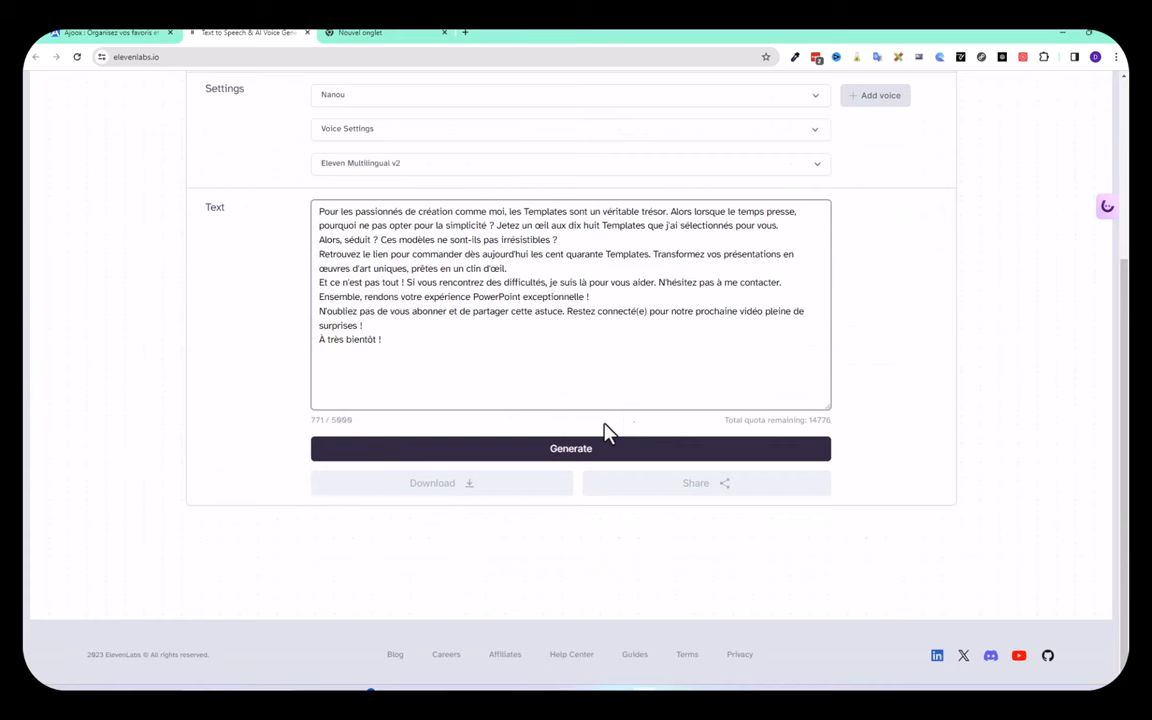 Ajoox : Organisez vos favoris et
Text to Speech & AI Voice Gene
Nouvel onglet
elevenlabs.io
Settings
Nanou
Add voice
Voice Settings
Eleven Multilingual v2
Text
Pour les passionnés de création comme moi, les Templates sont un véritable trésor. Alors lorsque le temps presse,
pourquoi ne pas opter pour la simplicité ? Jetez un œil aux dix huit Templates que j'ai sélectionnés pour vous.
Alors, séduit ? Ces modèles ne sont-ils pas irrésistibles ?
Retrouvez le lien pour commander dès aujourd'hui les cent quarante Templates. Transformez vos présentations en
œuvres d'art uniques, prêtes en un clin d'œil.
Et ce n'est pas tout ! Si vous rencontrez des difficultés, je suis là pour vous aider. N'hésitez pas à me contacter.
Ensemble, rendons votre expérience PowerPoint exceptionnelle !
N'oubliez pas de vous abonner et de partager cette astuce. Restez connecté(e) pour notre prochaine vidéo pleine de
surprises !
À très bientôt !
771 / 5000
Total quota remaining: 14776
Generate
Download
Share
2023 ElevenLabs © All rights reserved.
Blog
Careers
Affiliates
Help Center
Guides
Terms
Privacy